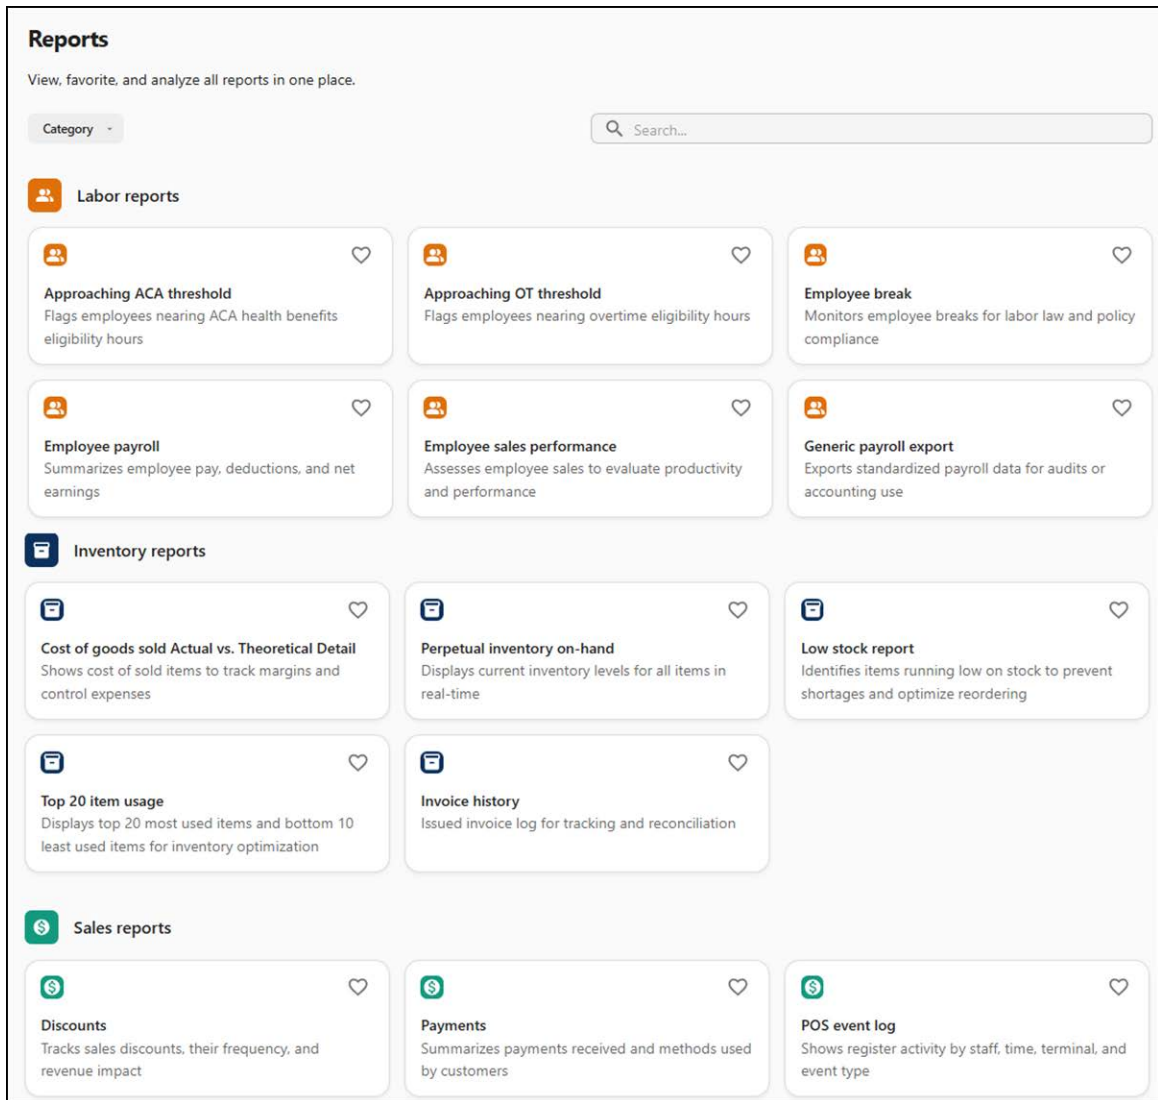 Reports
View, favorite, and analyze all reports in one place.
Category
Search...
Labor reports
Approaching ACA threshold
Flags employees nearing ACA health benefits
eligibility hours
Approaching OT threshold
Flags employees nearing overtime eligibility hours
Employee break
Monitors employee breaks for labor law and policy
compliance
Employee payroll
Summarizes employee pay, deductions, and net
earnings
Employee sales performance
Assesses employee sales to evaluate productivity
and performance
Generic payroll export
Exports standardized payroll data for audits or
accounting use
Inventory reports
Cost of goods sold Actual vs. Theoretical Detail
Shows cost of sold items to track margins and
control expenses
Perpetual inventory on-hand
Displays current inventory levels for all items in
real-time
Low stock report
Identifies items running low on stock to prevent
shortages and optimize reordering
Top 20 item usage
Displays top 20 most used items and bottom 10
least used items for inventory optimization
Invoice history
Issued invoice log for tracking and reconciliation
Sales reports
Discounts
Tracks sales discounts, their frequency, and
revenue impact
Payments
Summarizes payments received and methods used
by customers
POS event log
Shows register activity by staff, time, terminal, and
event type